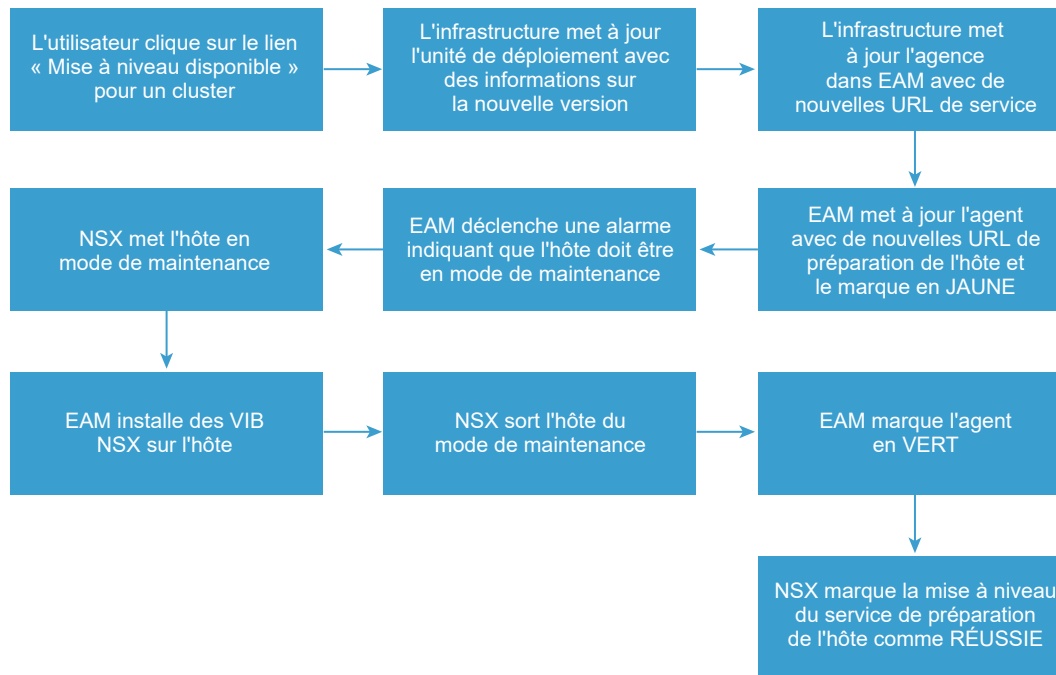 L'utilisateur clique sur le lien
« Mise à niveau disponible »
pour un cluster
L'infrastructure met à jour
l'unité de déploiement avec
des informations sur
la nouvelle version
L'infrastructure met
à jour l'agence
dans EAM avec de
nouvelles URL de service
EAM met à jour l'agent
avec de nouvelles URL de
préparation de l'hôte et
le marque en JAUNE
EAM déclenche une alarme
indiquant que l'hôte doit être
en mode de maintenance
NSX met l'hôte en
mode de maintenance
EAM installe des VIB
NSX sur l'hôte
NSX sort l'hôte du
mode de maintenance
EAM marque l'agent
en VERT
NSX marque la mise à niveau
du service de préparation
de l'hôte comme RÉUSSIE